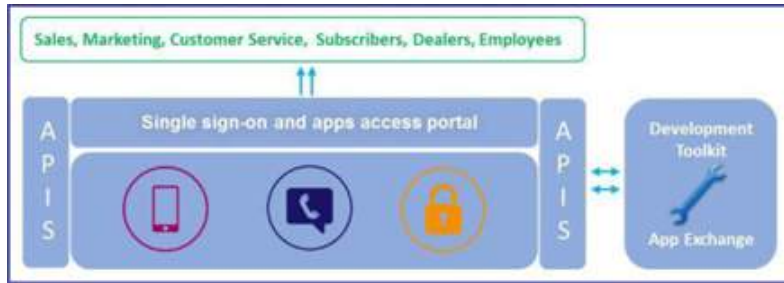 Sales, Marketing, Customer Service, Subscribers, Dealers, Employees
Single sign-on and apps access portal
A
P
I
S
A
P
I
S
Development
Toolkit
App Exchange